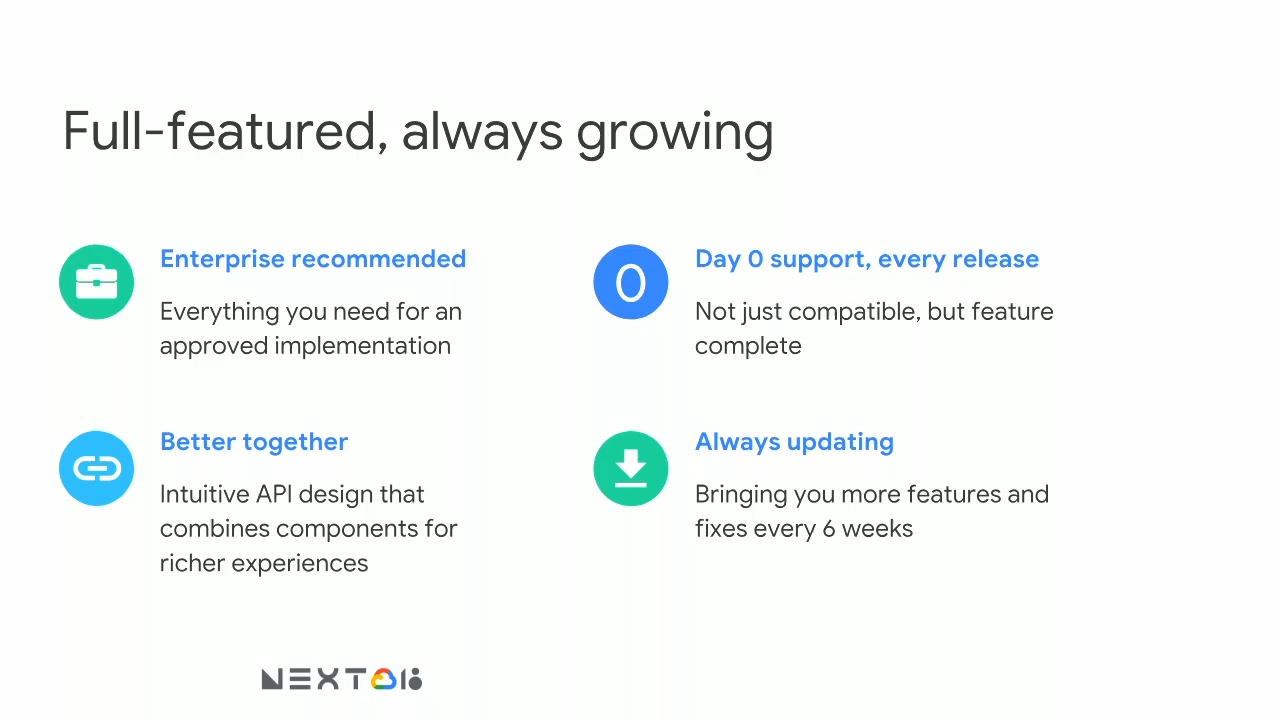 Full-featured, always growing
Enterprise recommended
Everything you need for an
approved implementation
0
Day 0 support, every release
Not just compatible, but feature
complete
Better together
Intuitive API design that
combines components for
richer experiences
Always updating
Bringing you more features and
fixes every 6 weeks
NEXT 18